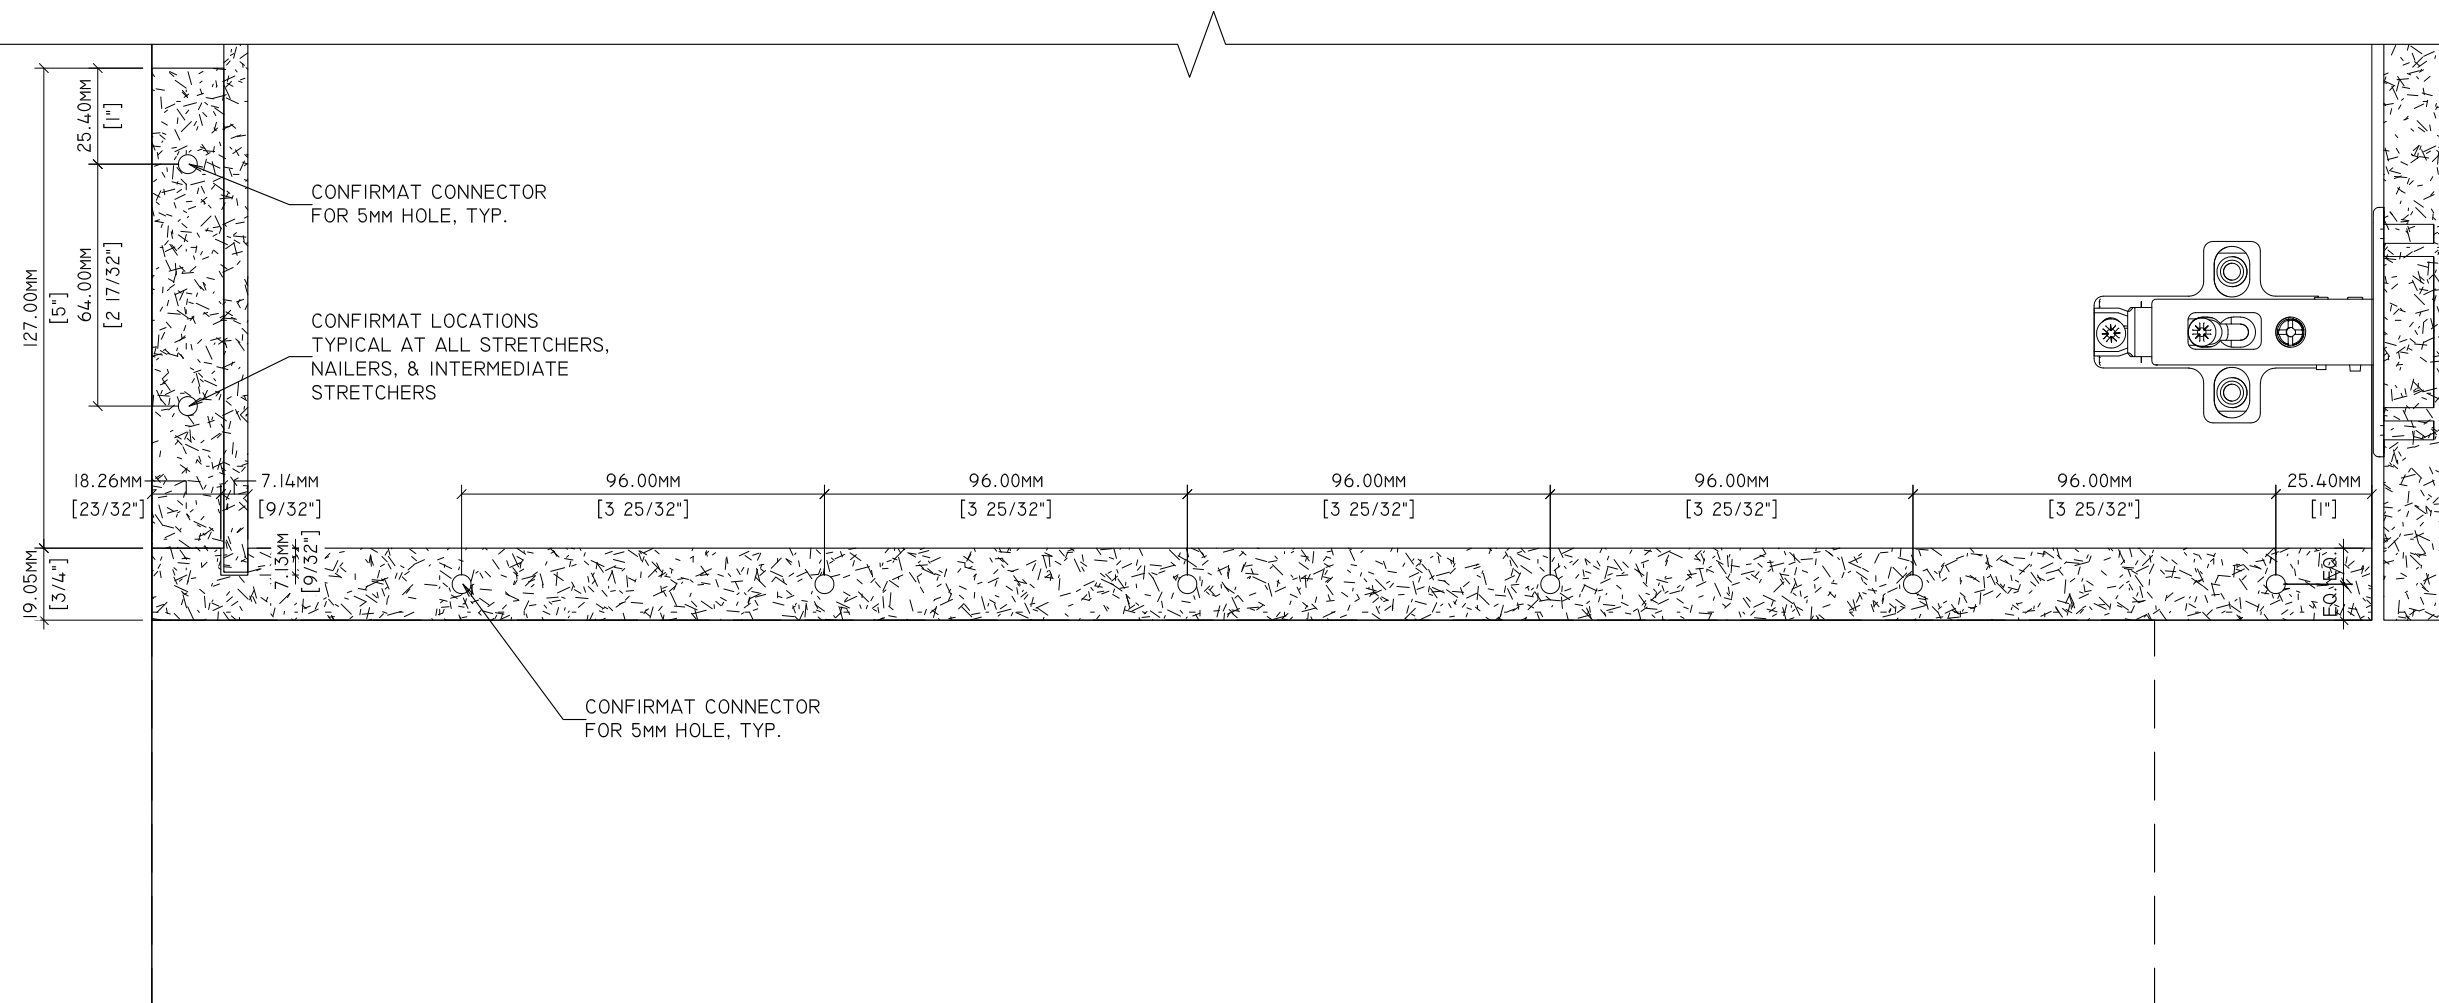 25.40MM
[1"]
127.00MM
[5"]
64.00MM
[2 17/32"]
CONFIRMAT CONNECTOR
FOR 5MM HOLE, TYP.
CONFIRMAT LOCATIONS
TYPICAL AT ALL STRETCHERS,
NAILERS, & INTERMEDIATE
STRETCHERS
18.26MM
[23/32"]
7.14MM
[9/32"]
96.00MM
[3 25/32"]
96.00MM
[3 25/32"]
96.00MM
[3 25/32"]
96.00MM
[3 25/32"]
96.00MM
[3 25/32"]
25.40MM
[1"]
19.05MM
[3/4"]
7.13MM
[9/32"]
EQ.
EQ.
CONFIRMAT CONNECTOR
FOR 5MM HOLE, TYP.